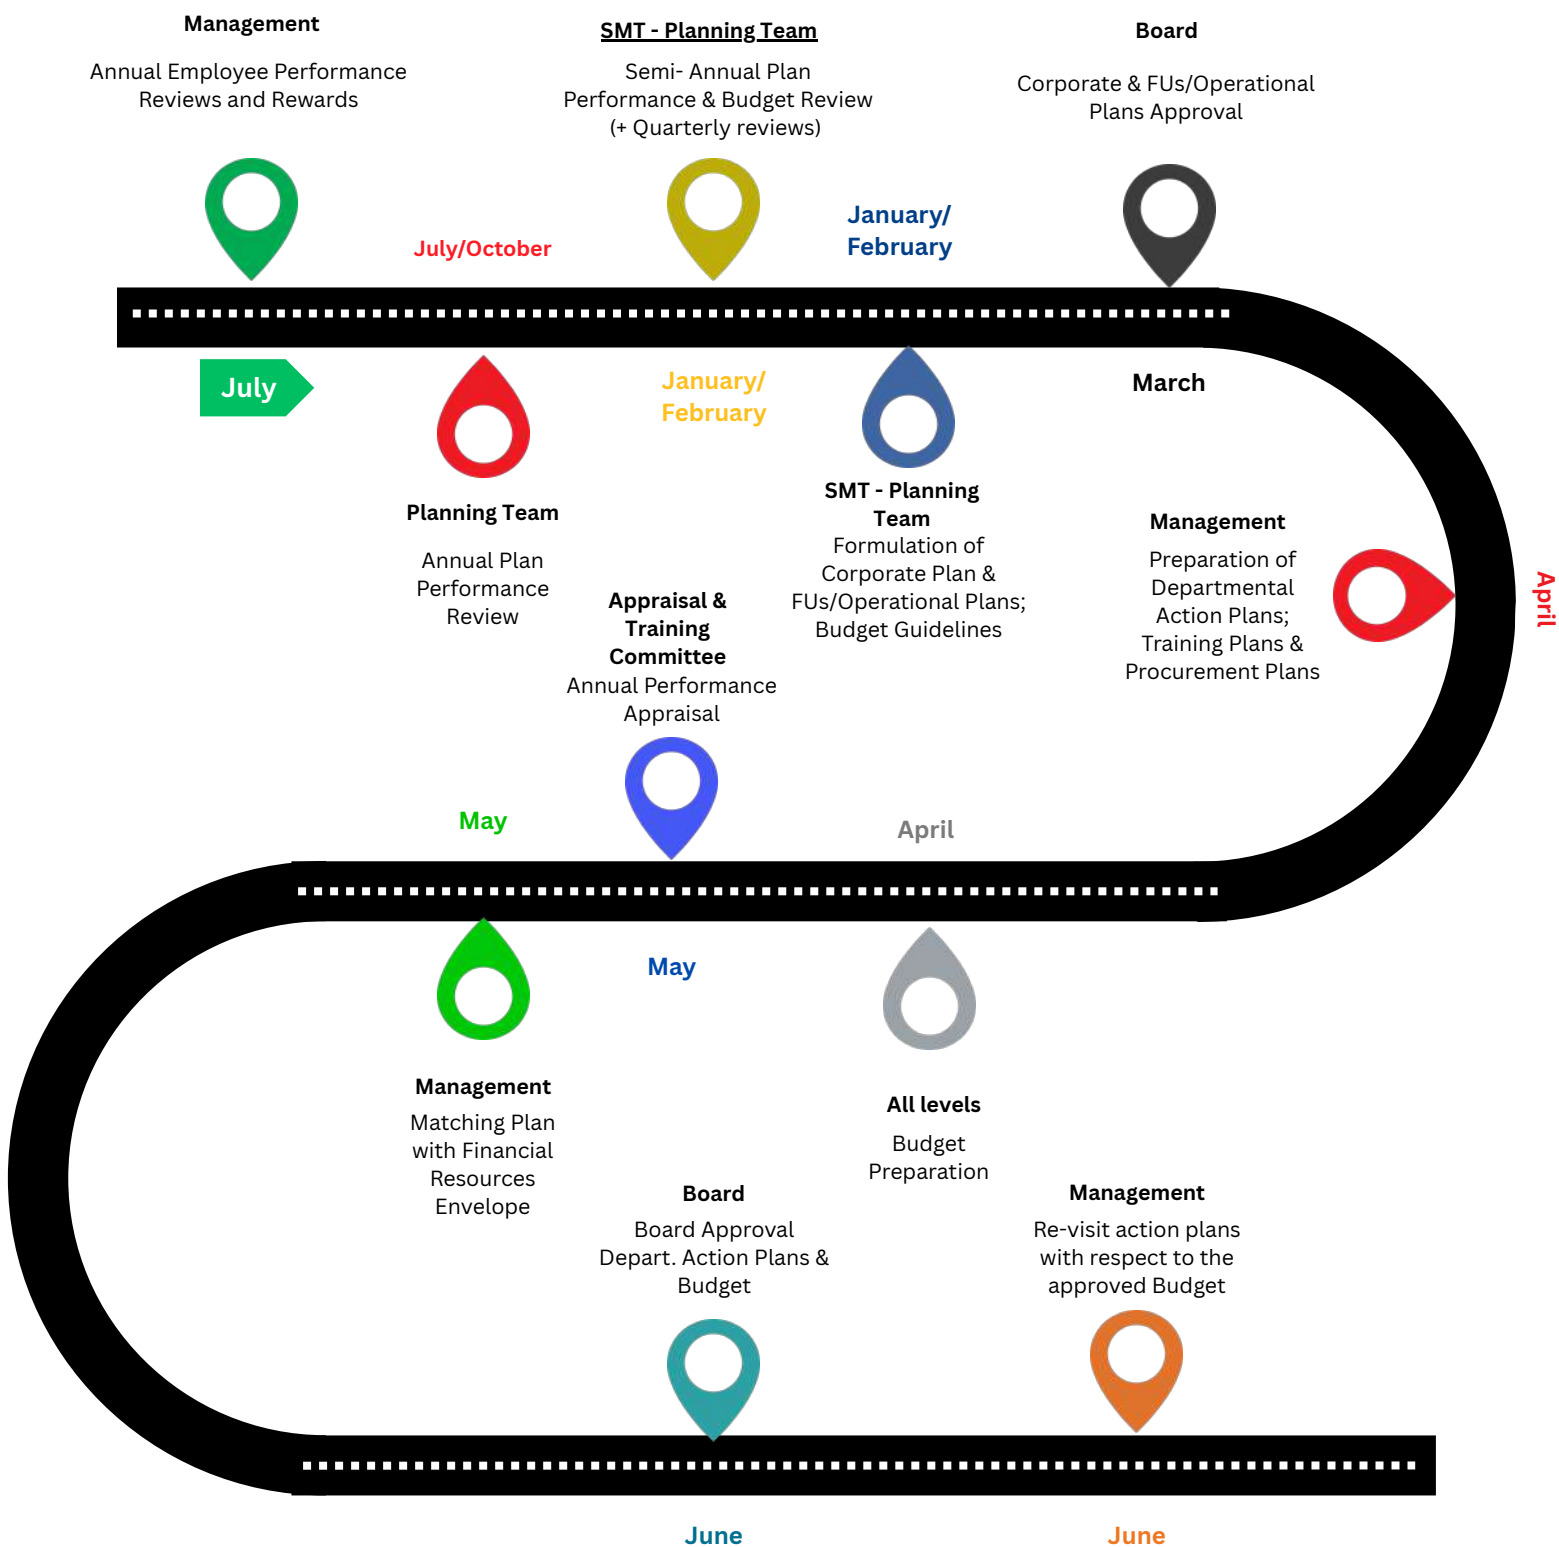 Management
Annual Employee Performance
Reviews and Rewards
SMT - Planning Team
Semi- Annual Plan
Performance & Budget Review
(+ Quarterly reviews)
Board
Corporate & FUs/Operational
Plans Approval
July/October
January/
February
July
January/
February
March
Planning Team
Annual Plan
Performance
Review
SMT - Planning
Team
Formulation of
Corporate Plan &
FUs/Operational Plans;
Budget Guidelines
Management
Preparation of
Departmental
Action Plans;
Training Plans &
Procurement Plans
April
Appraisal &
Training
Committee
Annual Performance
Appraisal
May
April
May
Management
Matching Plan
with Financial
Resources
Envelope
All levels
Budget
Preparation
Board
Board Approval
Depart. Action Plans &
Budget
Management
Re-visit action plans
with respect to the
approved Budget
June
June